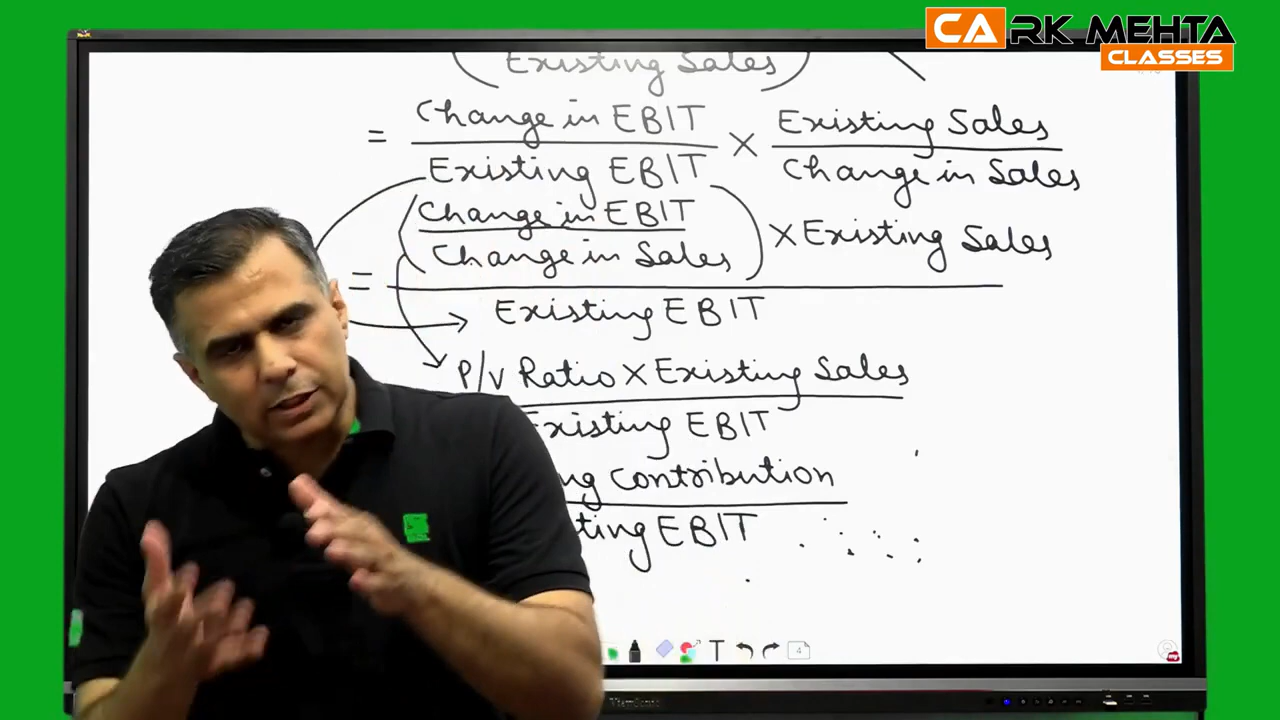 CA RK MEHTA
CLASSES
Existing Sales
= Change in EBIT / Existing EBIT × Existing Sales / Change in Sales
= (Change in EBIT / Change in Sales) × Existing Sales
Existing EBIT
P/V Ratio × Existing Sales
Existing EBIT
Contribution
EBIT
T
4